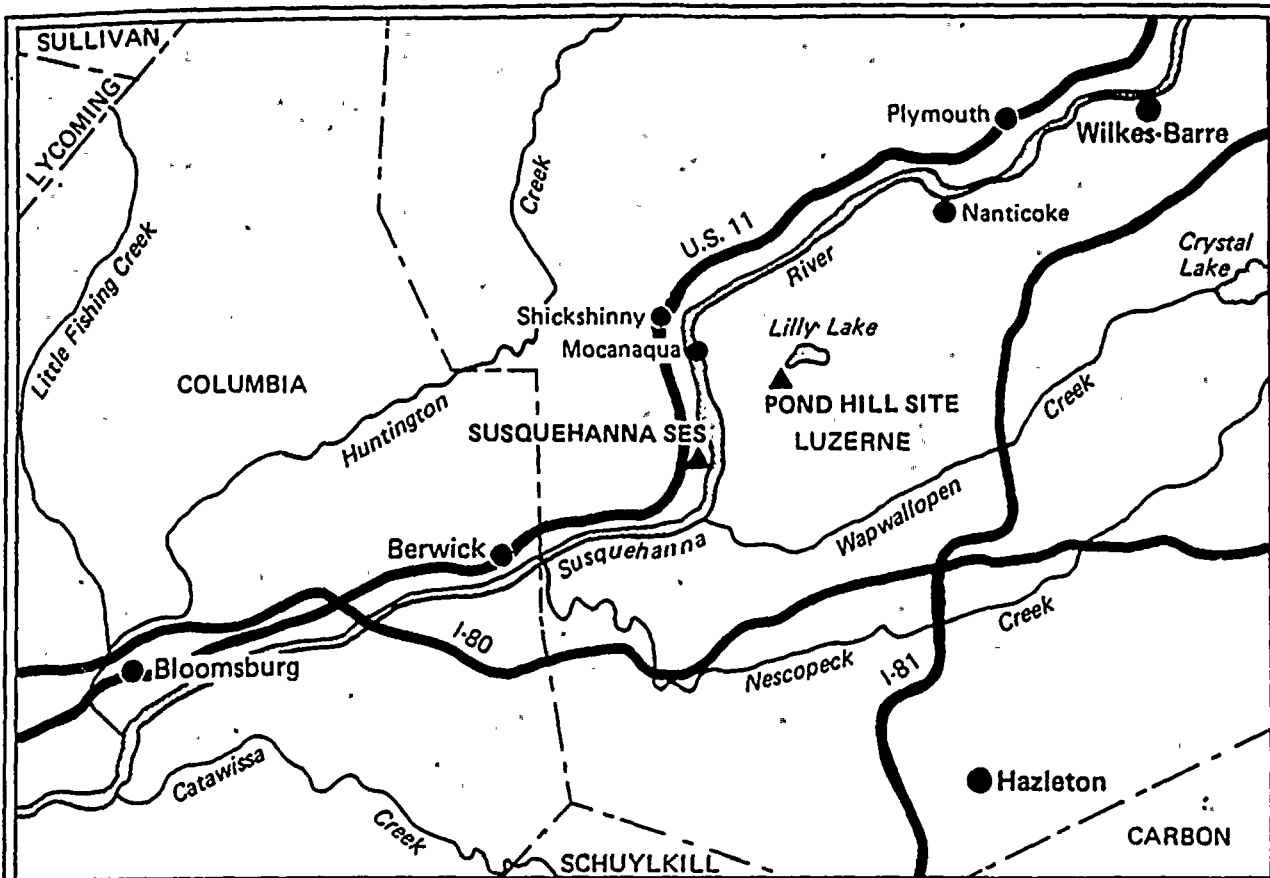 SULLIVAN
LYCOMING
Plymouth
Wilkes-Barre
Creek
Nanticoke
U.S. 11
River
Crystal
Lake
Little Fishing Creek
Shickshinny
Lilly Lake
Mocanaqua
COLUMBIA
POND HILL SITE
Creek
Huntington
SUSQUEHANNA SES
LUZERNE
Wapwallopen
Berwick
Susquehanna
Creek
I-80
Bloomsburg
Nescopeck
I-81
Catawissa
Hazleton
Creek
CARBON
SCHUYLKILL